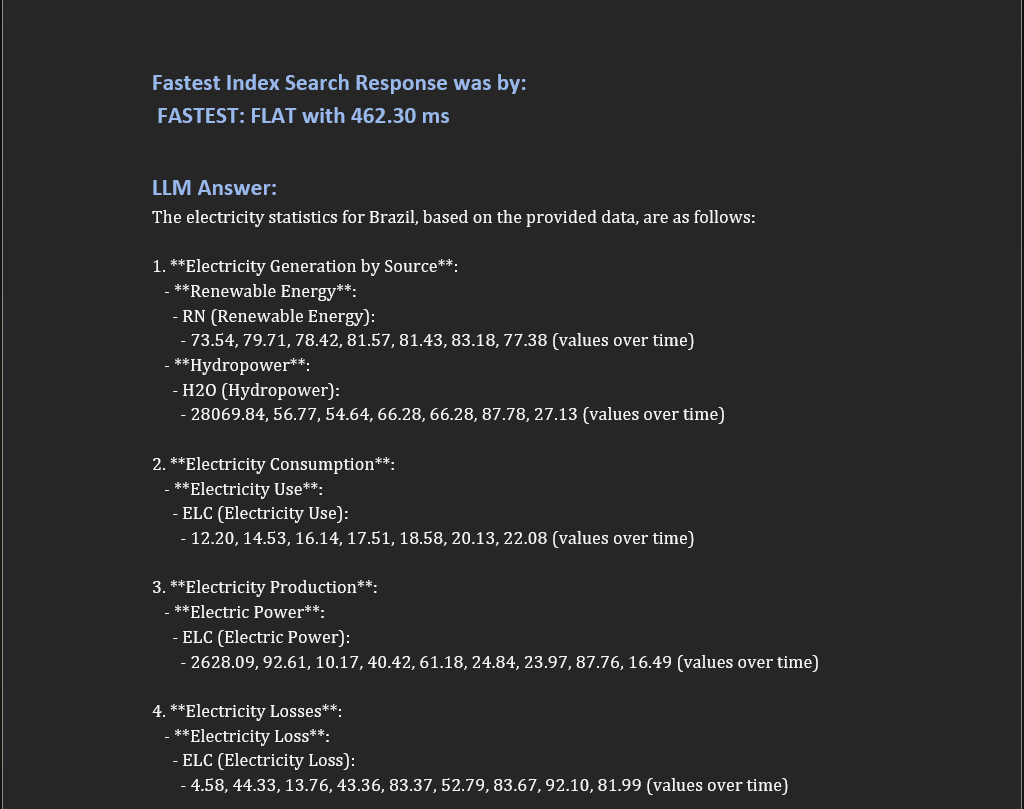 Fastest Index Search Response was by:
FASTEST: FLAT with 462.30 ms
LLM Answer:
The electricity statistics for Brazil, based on the provided data, are as follows:
1. **Electricity Generation by Source**:
- **Renewable Energy**:
- RN (Renewable Energy):
- 73.54, 79.71, 78.42, 81.57, 81.43, 83.18, 77.38 (values over time)
- **Hydropower**:
- H2O (Hydropower):
- 28069.84, 56.77, 54.64, 66.28, 66.28, 87.78, 27.13 (values over time)
2. **Electricity Consumption**:
- **Electricity Use**:
- ELC (Electricity Use):
- 12.20, 14.53, 16.14, 17.51, 18.58, 20.13, 22.08 (values over time)
3. **Electricity Production**:
- **Electric Power**:
- ELC (Electric Power):
- 2628.09, 92.61, 10.17, 40.42, 61.18, 24.84, 23.97, 87.76, 16.49 (values over time)
4. **Electricity Losses**:
- **Electricity Loss**:
- ELC (Electricity Loss):
- 4.58, 44.33, 13.76, 43.36, 83.37, 52.79, 83.67, 92.10, 81.99 (values over time)